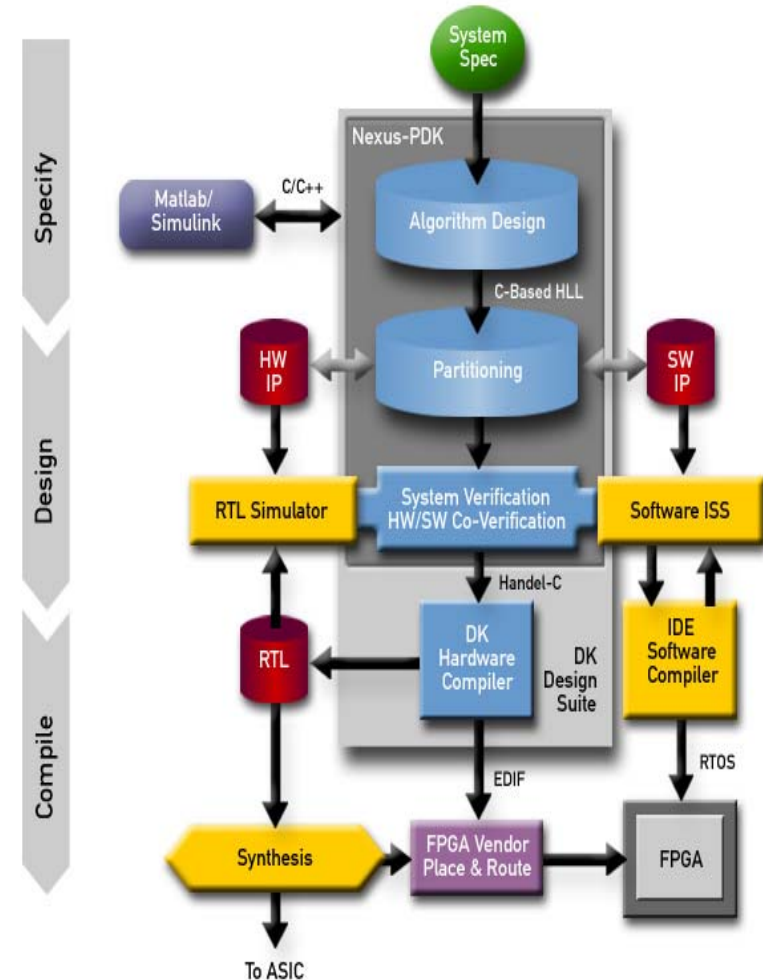 System
Spec
Specify
Nexus-PDK
Matlab/
Simulink
C/C++
Algorithm Design
C-Based HLL
Design
HW
IP
Partitioning
SW
IP
RTL Simulator
System Verification
HW/SW Co-Verification
Software ISS
Handel-C
Compile
RTL
DK
Hardware
Compiler
DK
Design
Suite
IDE
Software
Compiler
EDIF
RTOS
Synthesis
FPGA Vendor
Place & Route
FPGA
To ASIC